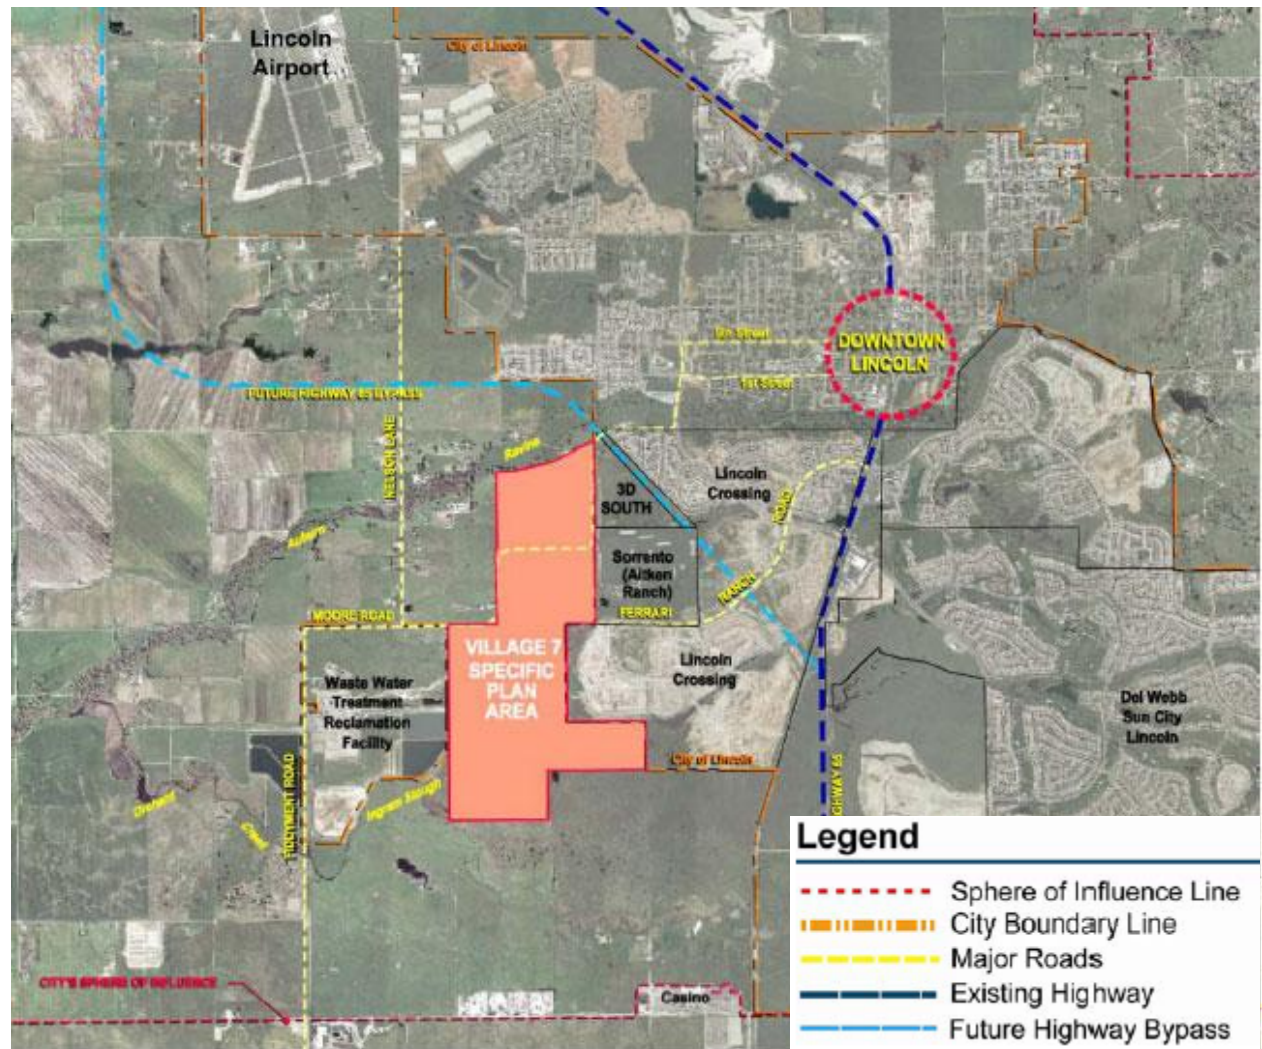 Lincoln
Airport
City of Lincoln
5th Street
DOWNTOWN
LINCOLN
1st Street
FUTURE HIGHWAY 65 BYPASS
NELSON LANE
Ravine
Auburn
3D
SOUTH
Lincoln
Crossing
ROAD
Sorrento
(Aitken
Ranch)
RANCH
FERRARI
MOORE ROAD
VILLAGE 7
SPECIFIC
PLAN
AREA
Lincoln
Crossing
Waste Water
Treatment
Reclamation
Facility
Del Webb
Sun City
Lincoln
City of Lincoln
FIDDYMENT ROAD
Ingram Slough
Orchard
Creek
GHWAY 65
CITY'S SPHERE OF INFLUENCE
Casino
Legend
Sphere of Influence Line
City Boundary Line
Major Roads
Existing Highway
Future Highway Bypass